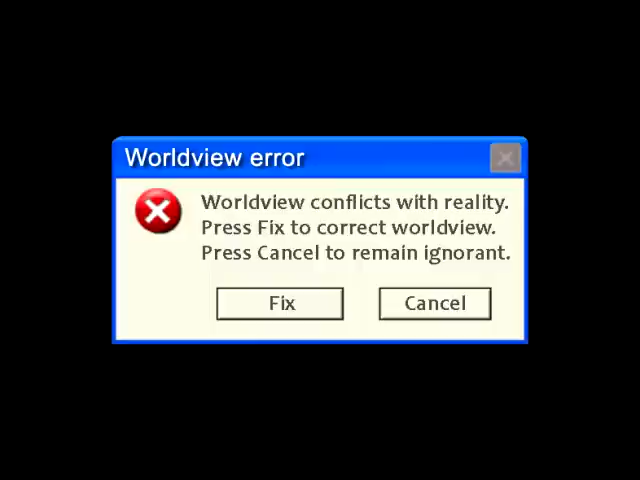 Worldview error
Worldview conflicts with reality.
Press Fix to correct worldview.
Press Cancel to remain ignorant.
Fix
Cancel